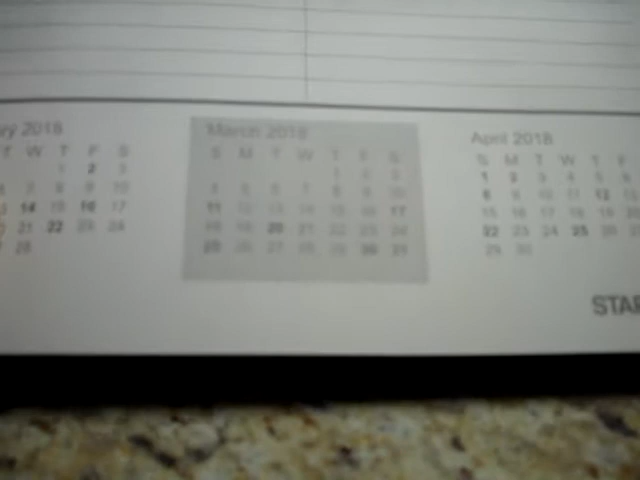 ry 2018
T W T F S
1 2 3
6 7 8 9 10
13 14 15 16 17
21 22 23 24
28
March 2018
S M T W T F S
1 2 3
4 5 6 7 8 9 10
11 12 13 14 15 16 17
18 19 20 21 22 23 24
25 26 27 28 29 30 31
April 2018
S M T W T F
1 2 3 4 5 6
8 9 10 11 12 13
15 16 17 18 19 20
22 23 24 25 26
29 30
STAR